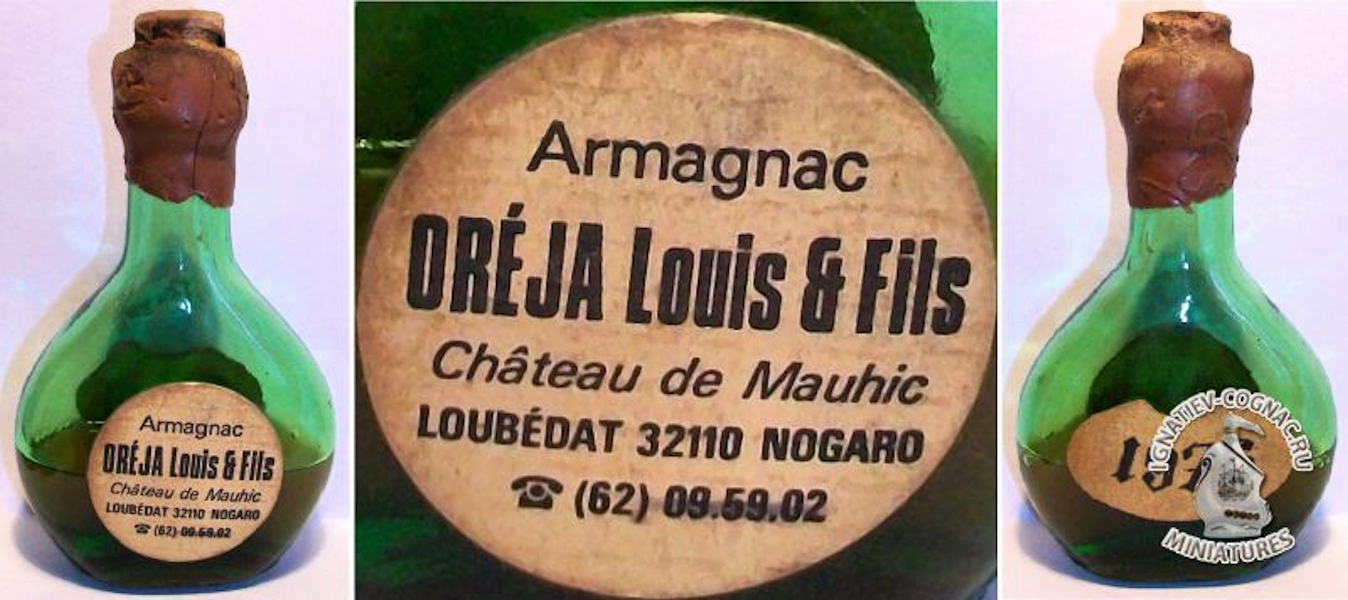 Armagnac
ORÉJA Louis & Fils
Château de Mauhic
LOUBÉDAT 32110 NOGARO
☎ (62) 09.59.02
Armagnac
ORÉJA Louis & Fils
Château de Mauhic
LOUBÉDAT 32110 NOGARO
☎ (62) 09.59.02
IGNATIEV-COGNAC.RU
MINIATURES